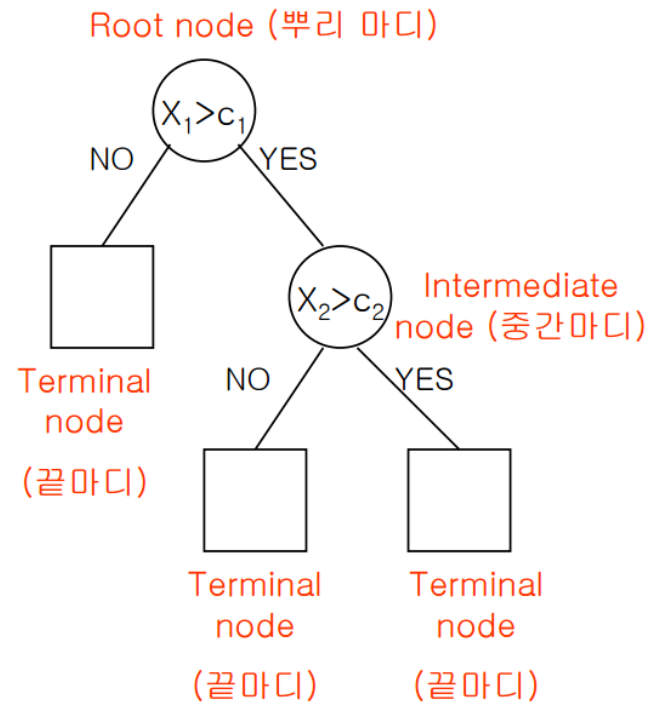 Root node (뿌리 마디)
X₁>c₁
NO
YES
X₂>c₂
Intermediate
node (중간마디)
Terminal
node
(끝마디)
NO
YES
Terminal
node
(끝마디)
Terminal
node
(끝마디)